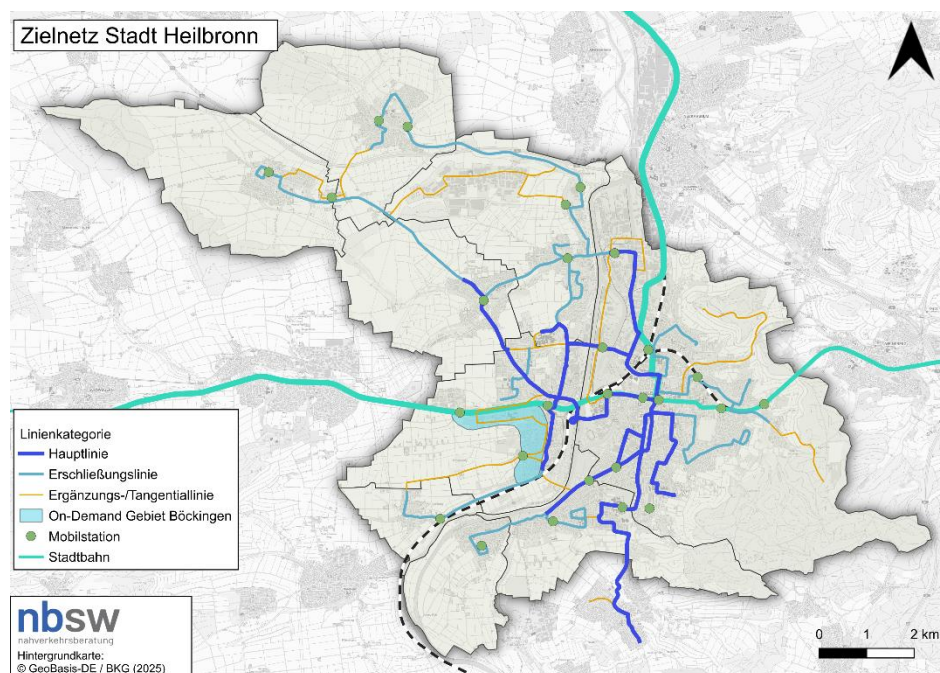 Zielnetz Stadt Heilbronn
Linienkategorie
Hauptlinie
Erschließungslinie
Ergänzungs-/Tangentiallinie
On-Demand Gebiet Böckingen
Mobilstation
Stadtbahn
nbsw
nahverkehrsberatung
Hintergrundkarte:
© GeoBasis-DE / BKG (2025)
0 1 2 km